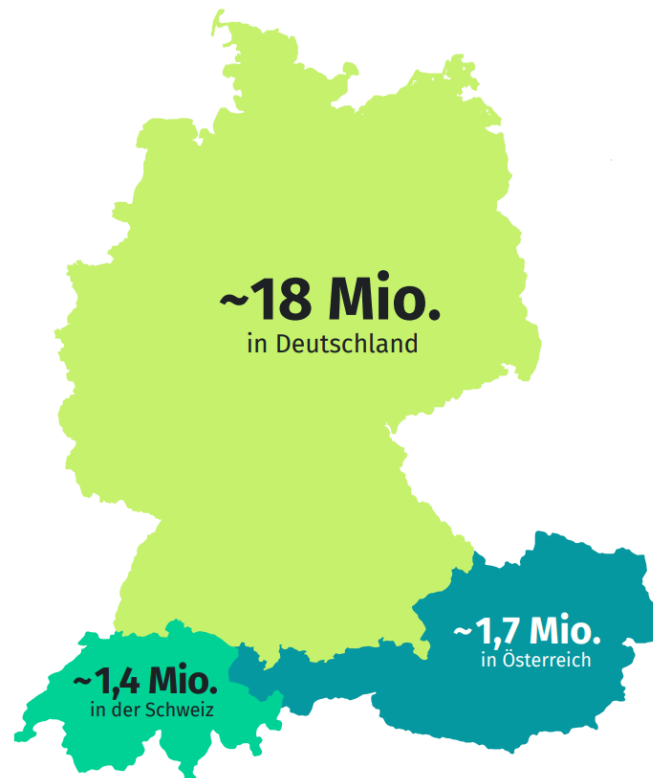 ~18 Mio.
in Deutschland
~1,7 Mio.
in Österreich
~1,4 Mio.
in der Schweiz